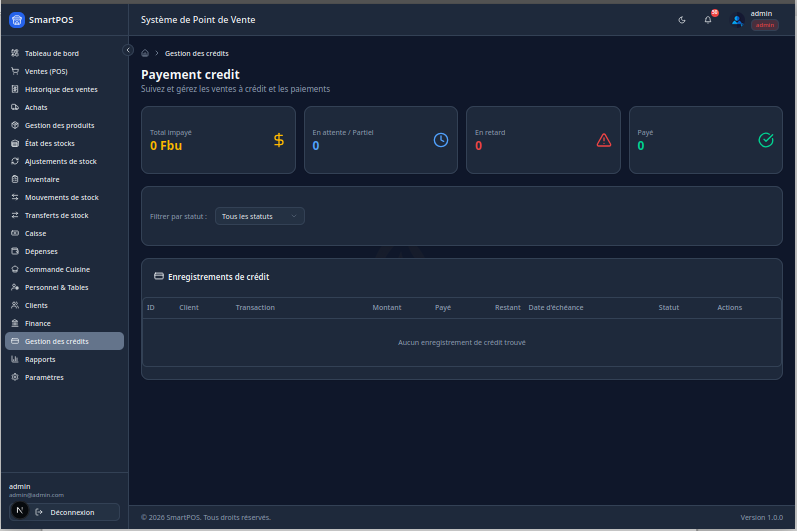 SmartPOS
Système de Point de Vente
admin
admin
Tableau de bord
Ventes (POS)
Historique des ventes
Achats
Gestion des produits
État des stocks
Ajustements de stock
Inventaire
Mouvements de stock
Transferts de stock
Caisse
Dépenses
Commande Cuisine
Personnel & Tables
Clients
Finance
Gestion des crédits
Rapports
Paramètres
admin
admin@admin.com
N
Déconnexion
Gestion des crédits
Payement credit
Suivez et gérez les ventes à crédit et les paiements
Total impayé
0 Fbu
En attente / Partiel
0
En retard
0
Payé
0
Filtrer par statut :
Tous les statuts
Enregistrements de crédit
ID Client Transaction Montant Payé Restant Date d'échéance Statut Actions
Aucun enregistrement de crédit trouvé
© 2026 SmartPOS. Tous droits réservés.
Version 1.0.0